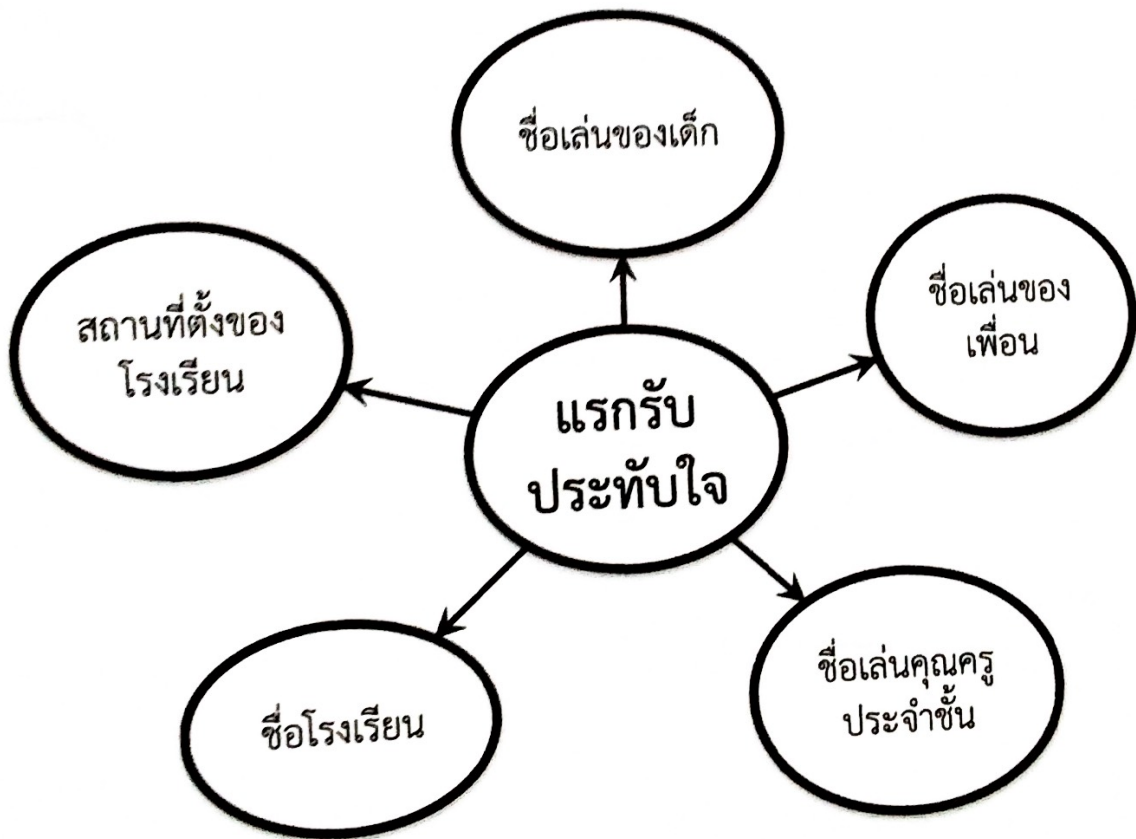 ชื่อเล่นของเด็ก
ชื่อเล่นของ
เพื่อน
สถานที่ตั้งของ
โรงเรียน
แรกรับ
ประทับใจ
ชื่อเล่นคุณครู
ประจำชั้น
ชื่อโรงเรียน